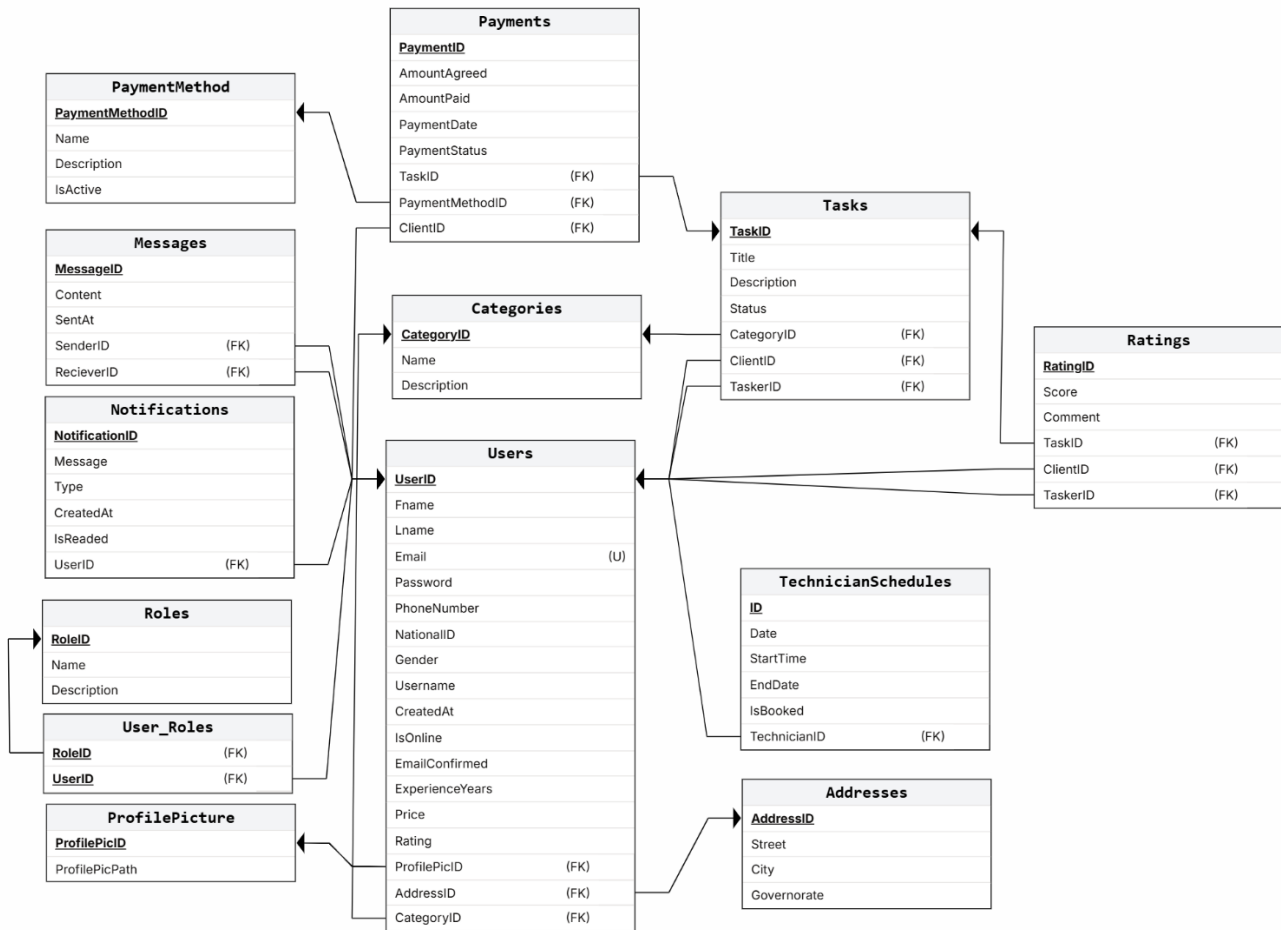 Payments
PaymentID
AmountAgreed
AmountPaid
PaymentDate
PaymentStatus
TaskID (FK)
PaymentMethodID (FK)
ClientID (FK)
PaymentMethod
PaymentMethodID
Name
Description
IsActive
Messages
MessageID
Content
SentAt
SenderID (FK)
RecieverID (FK)
Notifications
NotificationID
Message
Type
CreatedAt
IsReaded
UserID (FK)
Roles
RoleID
Name
Description
User_Roles
RoleID (FK)
UserID (FK)
ProfilePicture
ProfilePicID
ProfilePicPath
Categories
CategoryID
Name
Description
Users
UserID
Fname
Lname
Email (U)
Password
PhoneNumber
NationalID
Gender
Username
CreatedAt
IsOnline
EmailConfirmed
ExperienceYears
Price
Rating
ProfilePicID (FK)
AddressID (FK)
CategoryID (FK)
Tasks
TaskID
Title
Description
Status
CategoryID (FK)
ClientID (FK)
TaskerID (FK)
Ratings
RatingID
Score
Comment
TaskID (FK)
ClientID (FK)
TaskerID (FK)
TechnicianSchedules
ID
Date
StartTime
EndDate
IsBooked
TechnicianID (FK)
Addresses
AddressID
Street
City
Governorate